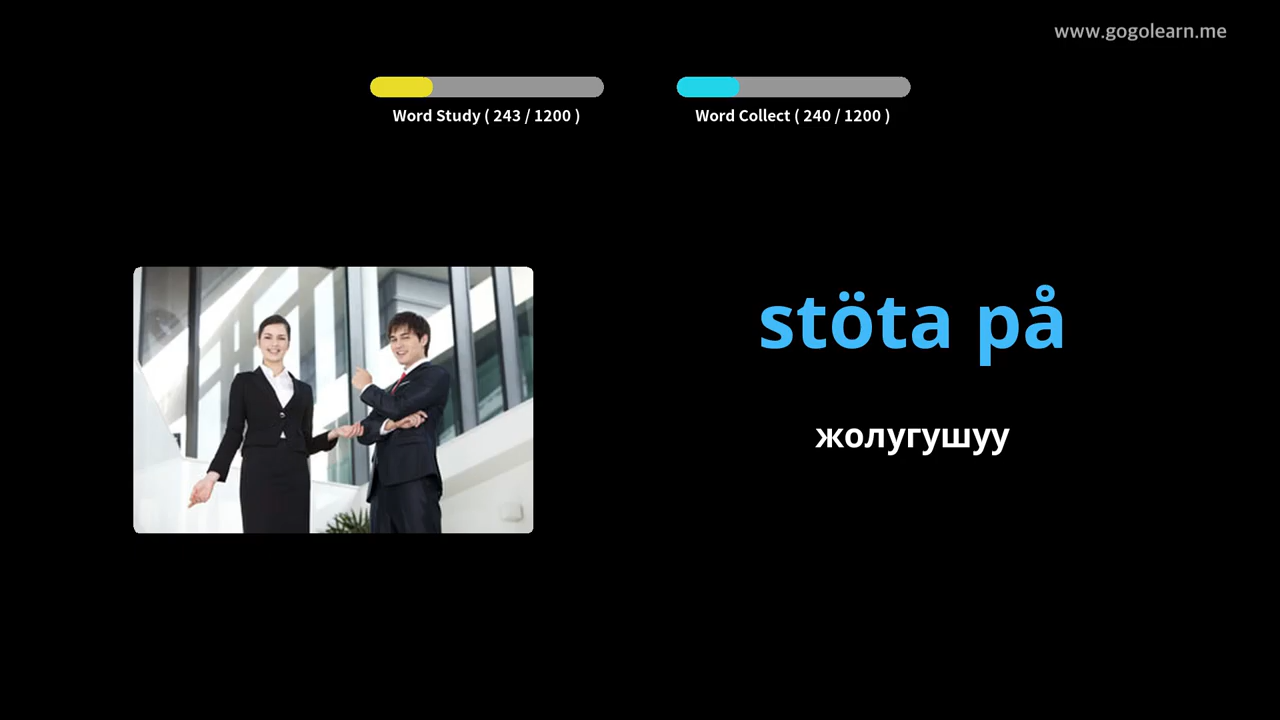 www.gogolearn.me
Word Study ( 243 / 1200 )
Word Collect ( 240 / 1200 )
stöta på
жолугушуу